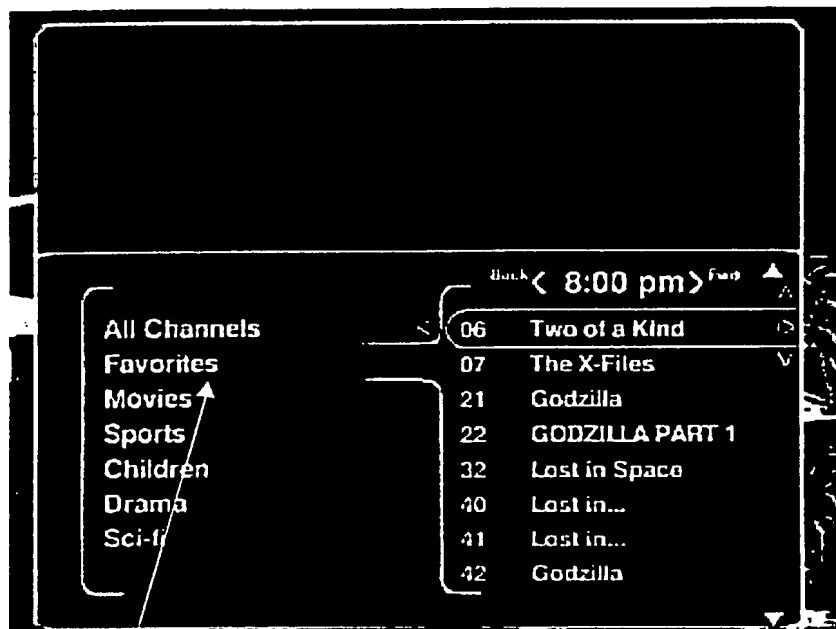 Back < 8:00 pm > Fwd
All Channels
Favorites
Movies
Sports
Children
Drama
Sci-fi
06 Two of a Kind
07 The X-Files
21 Godzilla
22 GODZILLA PART 1
32 Lost in Space
40 Lost in...
41 Lost in...
42 Godzilla